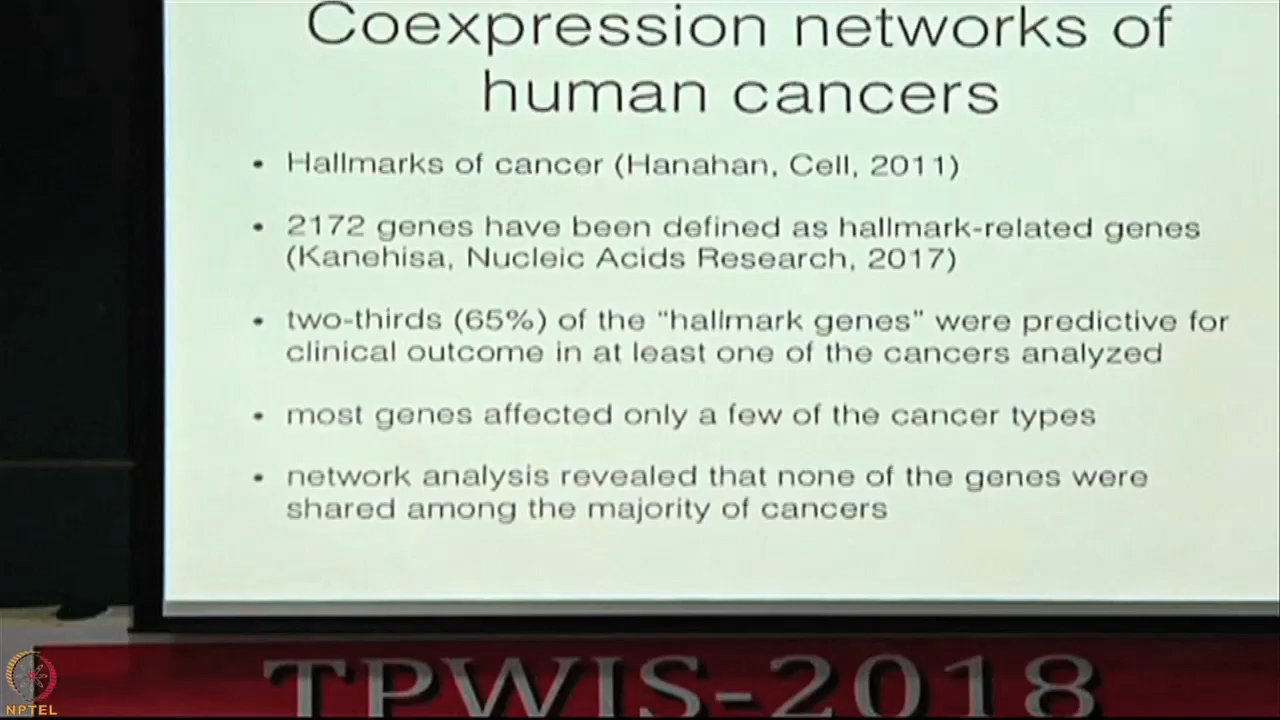 Coexpression networks of
human cancers
• Hallmarks of cancer (Hanahan, Cell, 2011)
• 2172 genes have been defined as hallmark-related genes
(Kanehisa, Nucleic Acids Research, 2017)
• two-thirds (65%) of the “hallmark genes” were predictive for
clinical outcome in at least one of the cancers analyzed
• most genes affected only a few of the cancer types
• network analysis revealed that none of the genes were
shared among the majority of cancers
TPWIS-2018
NPTEL